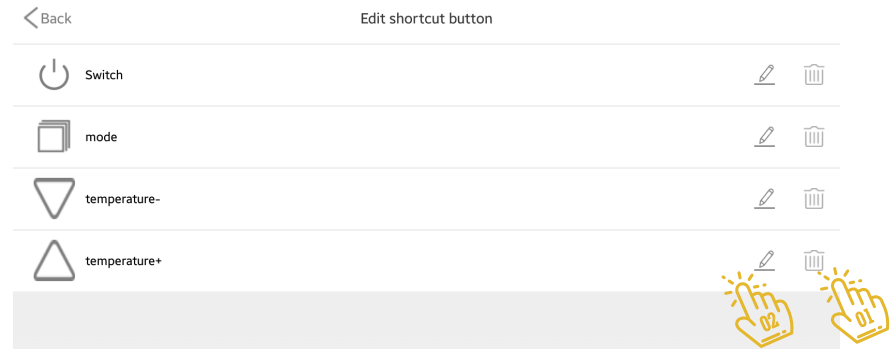 Back
Edit shortcut button
Switch
mode
temperature-
temperature+
02
01